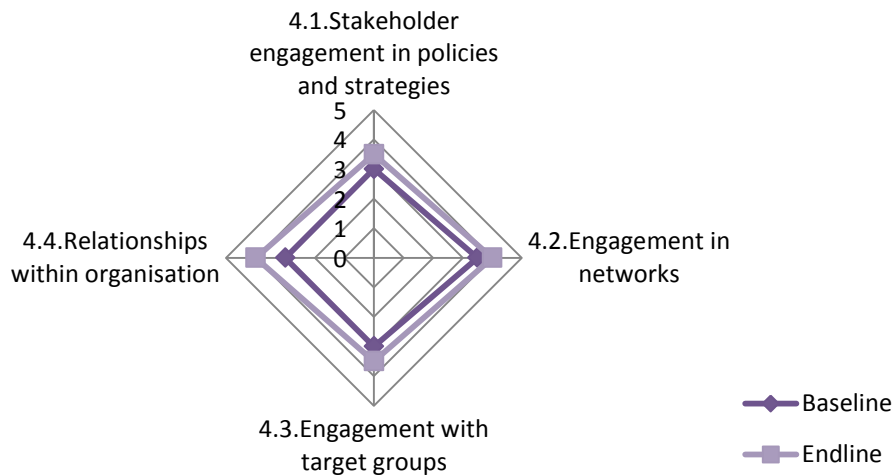 4.1.Stakeholder
engagement in policies
and strategies
5
4
3
2
1
0
4.4.Relationships
within organisation
4.2.Engagement in
networks
4.3.Engagement with
target groups
Baseline
Endline